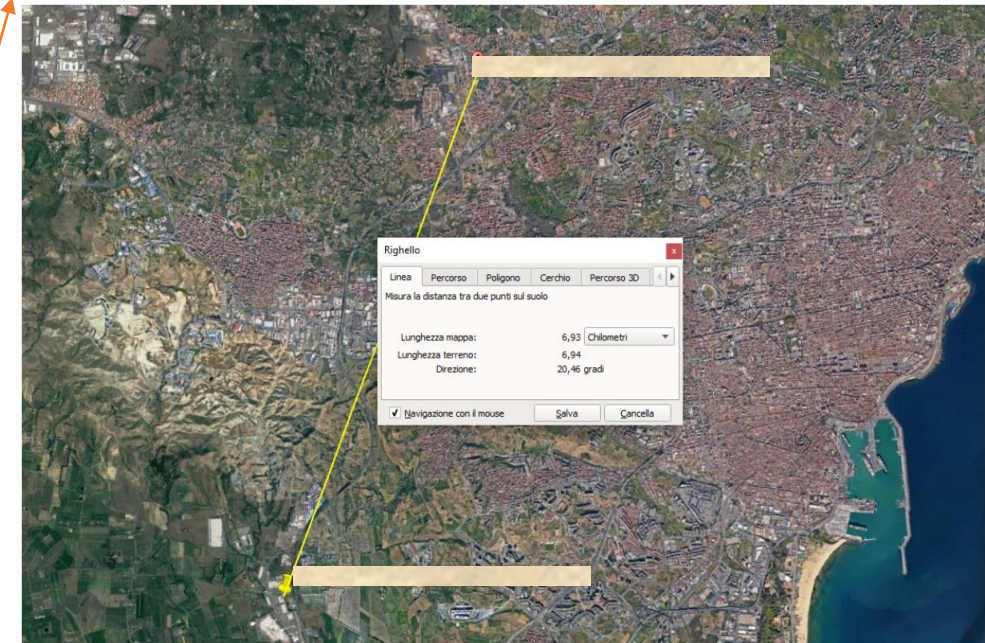 Righello
x
Linea Percorso Poligono Cerchio Percorso 3D
Misura la distanza tra due punti sul suolo
Lunghezza mappa: 6,93 Chilometri
Lunghezza terreno: 6,94
Direzione: 20,46 gradi
Navigazione con il mouse Salva Cancella